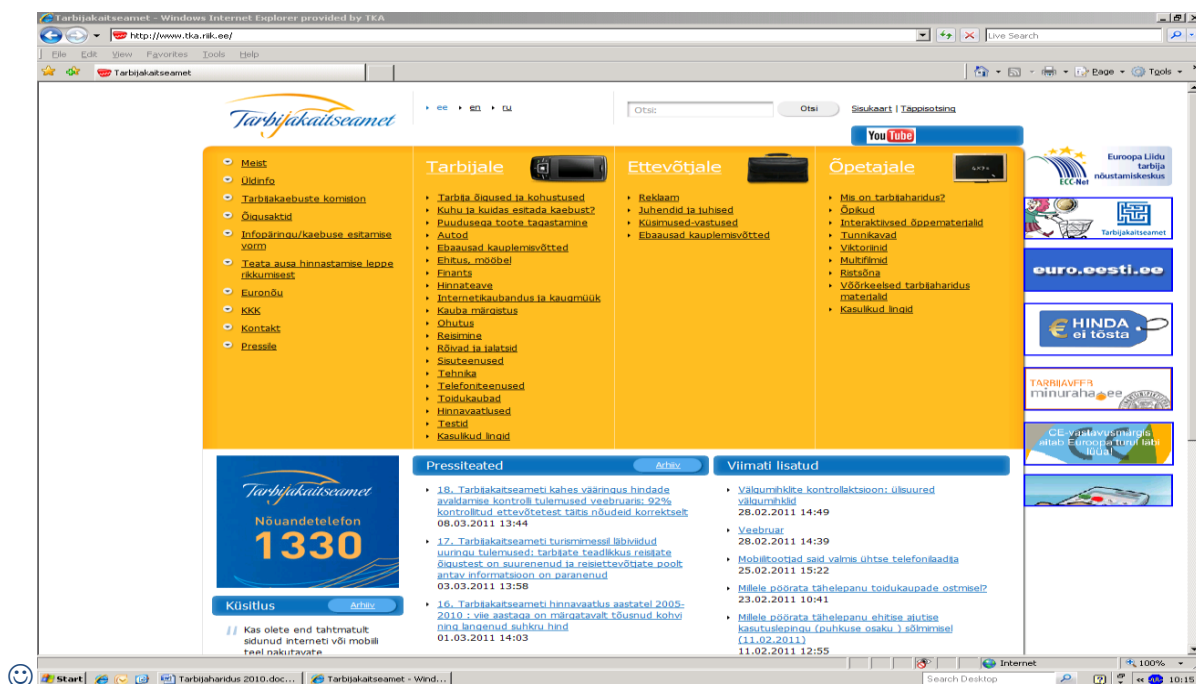 Tarbijakaitseamet - Windows Internet Explorer provided by TKA
http://www.tka.riik.ee/
Live Search
File Edit View Favorites Tools Help
Tarbijakaitseamet
Page Tools
Tarbijakaitseamet
ee en ru
Otsi:
Otsi
Sisukaart | Täppisotsing
You Tube
Meist
Üldinfo
Tarbijakaebuste komisjon
Õigusaktid
Infopäringu/kaebuse esitamise
vorm
Teata ausa hinnastamise leppe
rikkumisest
Euronõu
KKK
Kontakt
Pressile
Tarbijale
Tarbija õigused ja kohustused
Kuhu ja kuidas esitada kaebust?
Puudusega toote tagastamine
Autod
Ebaausad kauplemisvõtted
Ehitus, mööbel
Finants
Hinnateave
Internetikaubandus ja kaugmüük
Kauba märgistus
Ohutus
Reisimine
Rõivad ja jalatsid
Sisuteenused
Tehnika
Telefoniteenused
Toidukaubad
Hinnavaatlused
Testid
Kasulikud lingid
Ettevõtjale
Reklaam
Juhendid ja juhised
Küsimused-vastused
Ebaausad kauplemisvõtted
Õpetajale
Mis on tarbijaharidus?
Õpikud
Interaktiivsed õppematerjalid
Tunnikavad
Viktoriinid
Multifilmid
Ristsõna
Võõrkeelsed tarbijaharidus
materjalid
Kasulikud lingid
ECC-Net
Euroopa Liidu
tarbija
nõustamiskeskus
Tarbijakaitseamet
euro.eesti.ee
HINDA
ei tõsta
TARBIJAVEEB
minuraha.ee
CE-vastavusmärgis
aitab Euroopa turul läbi
lüüa!
Tarbijakaitseamet
Nõuandetelefon
1330
Küsitlus Arhiiv
Kas olete end tahtmatult
sidunud interneti või mobiili
teel pakutavate
Pressiteated Arhiiv
18. Tarbijakaitseameti kahes vääringus hindade
avaldamise kontrolli tulemused veebruaris: 92%
kontrollitud ettevõtetest täitis nõudeid korrektselt
08.03.2011 13:44
17. Tarbijakaitseameti turismimessil läbiviidud
uuringu tulemused: tarbijate teadlikkus reisijate
õigustest on suurenenud ja reisiettevõtjate poolt
antav informatsioon on paranenud
03.03.2011 13:58
16. Tarbijakaitseameti hinnavaatlus aastatel 2005-
2010 : viie aastaga on märgatavalt tõusnud kohvi
ning langenud suhkru hind
01.03.2011 14:03
Viimati lisatud
Välgumihklite kontrollaktsioon: ülisuured
välgumihklid
28.02.2011 14:49
Veebruar
28.02.2011 14:39
Mobiilitootjad said valmis ühtse telefonilaadija
25.02.2011 15:22
Millele pöörata tähelepanu toidukaupade ostmisel?
23.02.2011 10:41
Millele pöörata tähelepanu ehitise ajutise
kasutuslepingu (puhkuse osaku ) sõlmimisel
(11.02.2011)
11.02.2011 12:55
Internet 100%
Start
Tarbijaharidus 2010.doc...
Tarbijakaitseamet - Wind...
Search Desktop
10:15